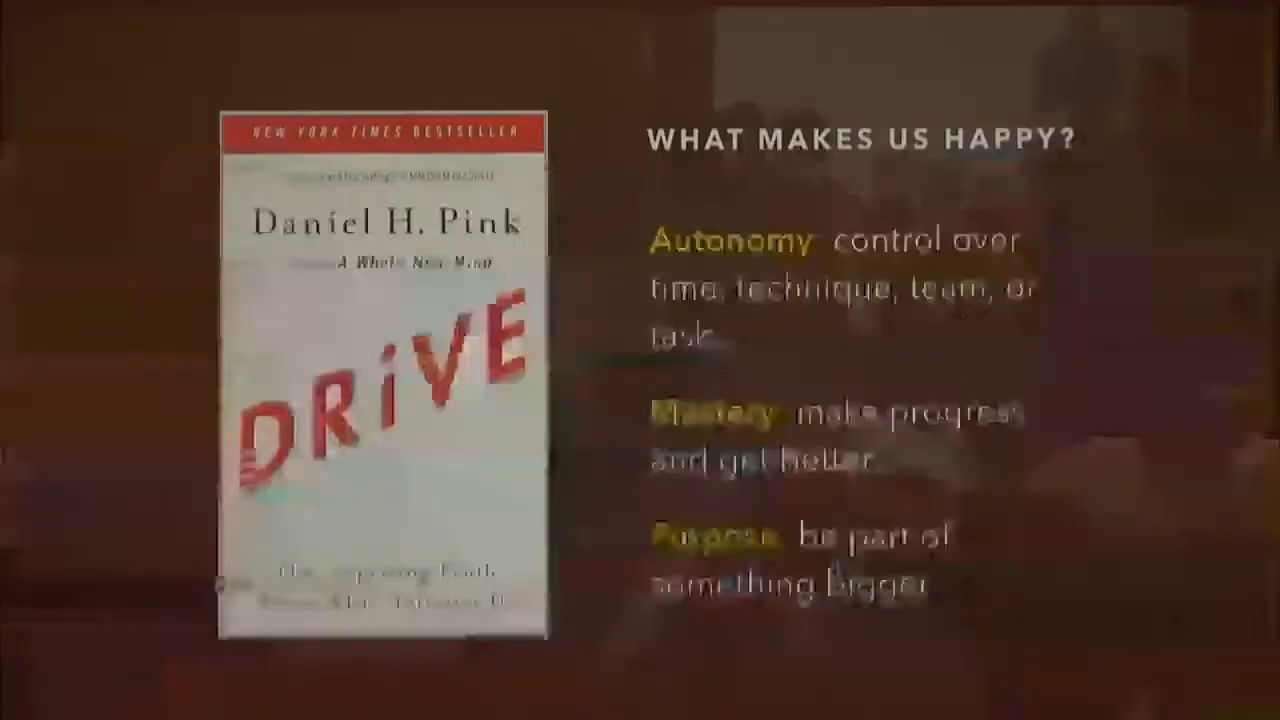 NEW YORK TIMES BESTSELLER
Daniel H. Pink
A Whole New Mind
DRiVE
WHAT MAKES US HAPPY?
Autonomy control over
time, technique, team, or
task.
Mastery make progress
and get better
Purpose be part of
something bigger